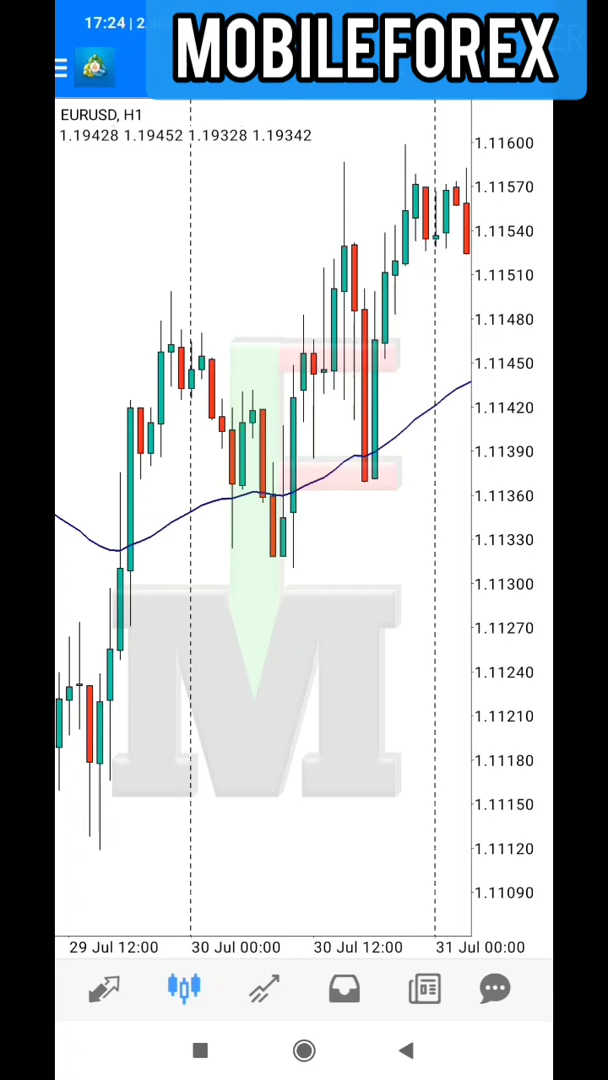 17:24 | 2
MOBILEFOREX
ER
EURUSD, H1
1.19428 1.19452 1.19328 1.19342
1.11600
1.11570
1.11540
1.11510
1.11480
1.11450
1.11420
1.11390
1.11360
1.11330
1.11300
1.11270
1.11240
1.11210
1.11180
1.11150
1.11120
1.11090
E
M
29 Jul 12:00
30 Jul 00:00
30 Jul 12:00
31 Jul 00:00